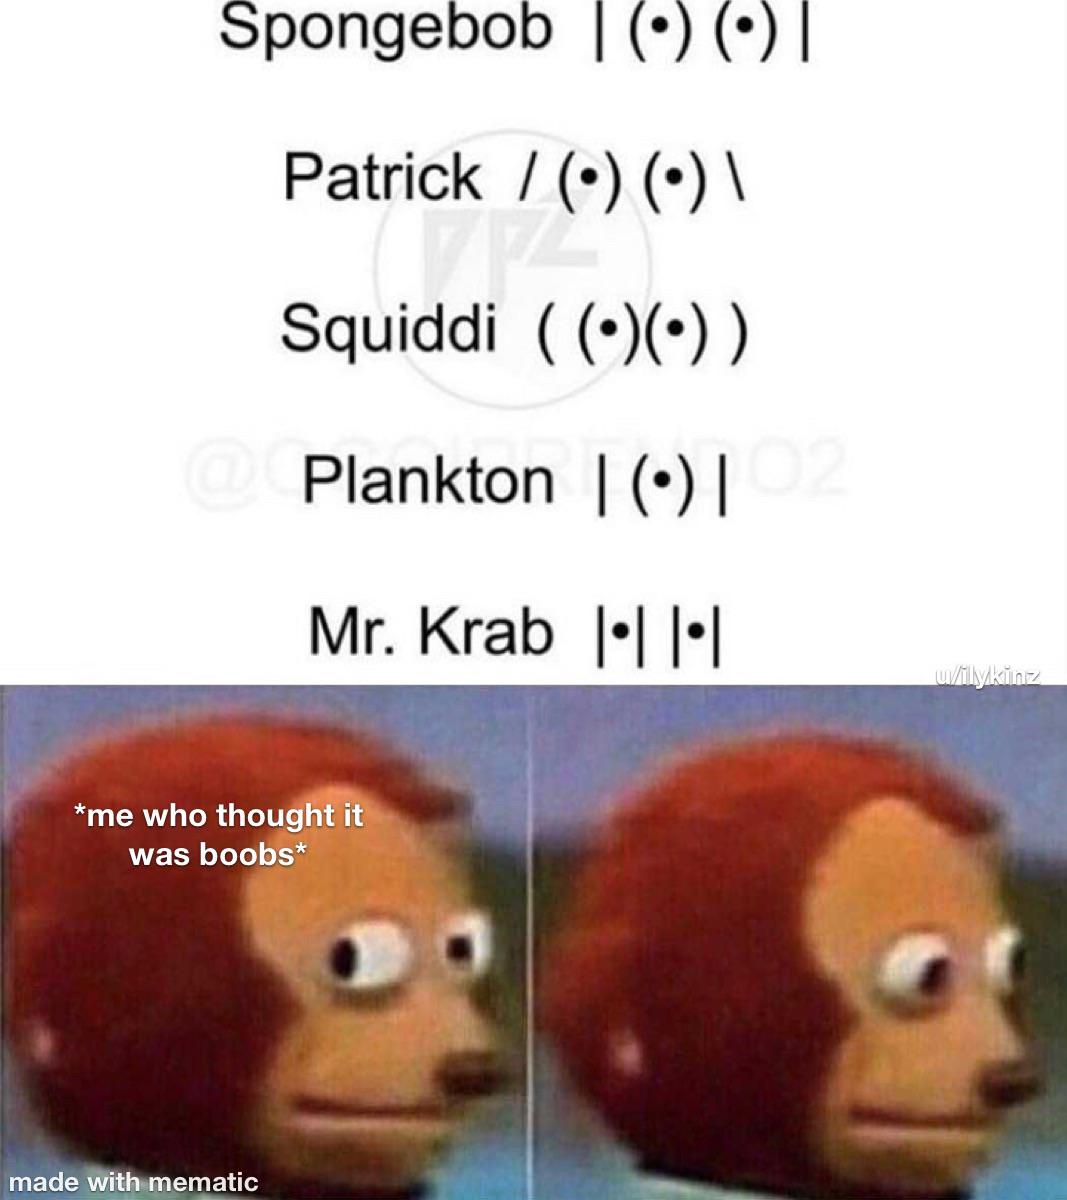 Spongebob | (•) (•) |
Patrick / (•) (•) \
Squiddi ( (•)(•) )
Plankton | (•) |
Mr. Krab |•| |•|
u/ilykinz
*me who thought it
was boobs*
made with mematic